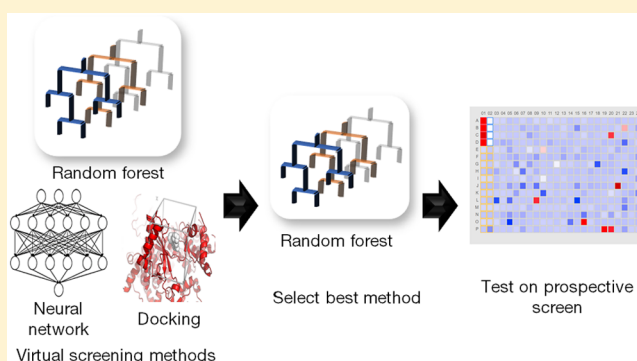 Random forest
Neural
network
Docking
Virtual screening methods
Random forest
Select best method
Test on prospective
screen